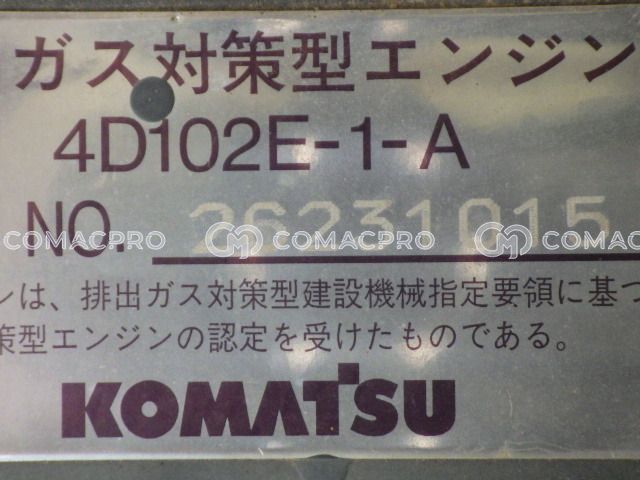 ガス対策型エンジン
4D102E-1-A
NO. 26231015
COMACPRO COMACPRO COMACPRO
ンは、排出ガス対策型建設機械指定要領に基づ
策型エンジンの認定を受けたものである。
KOMATSU